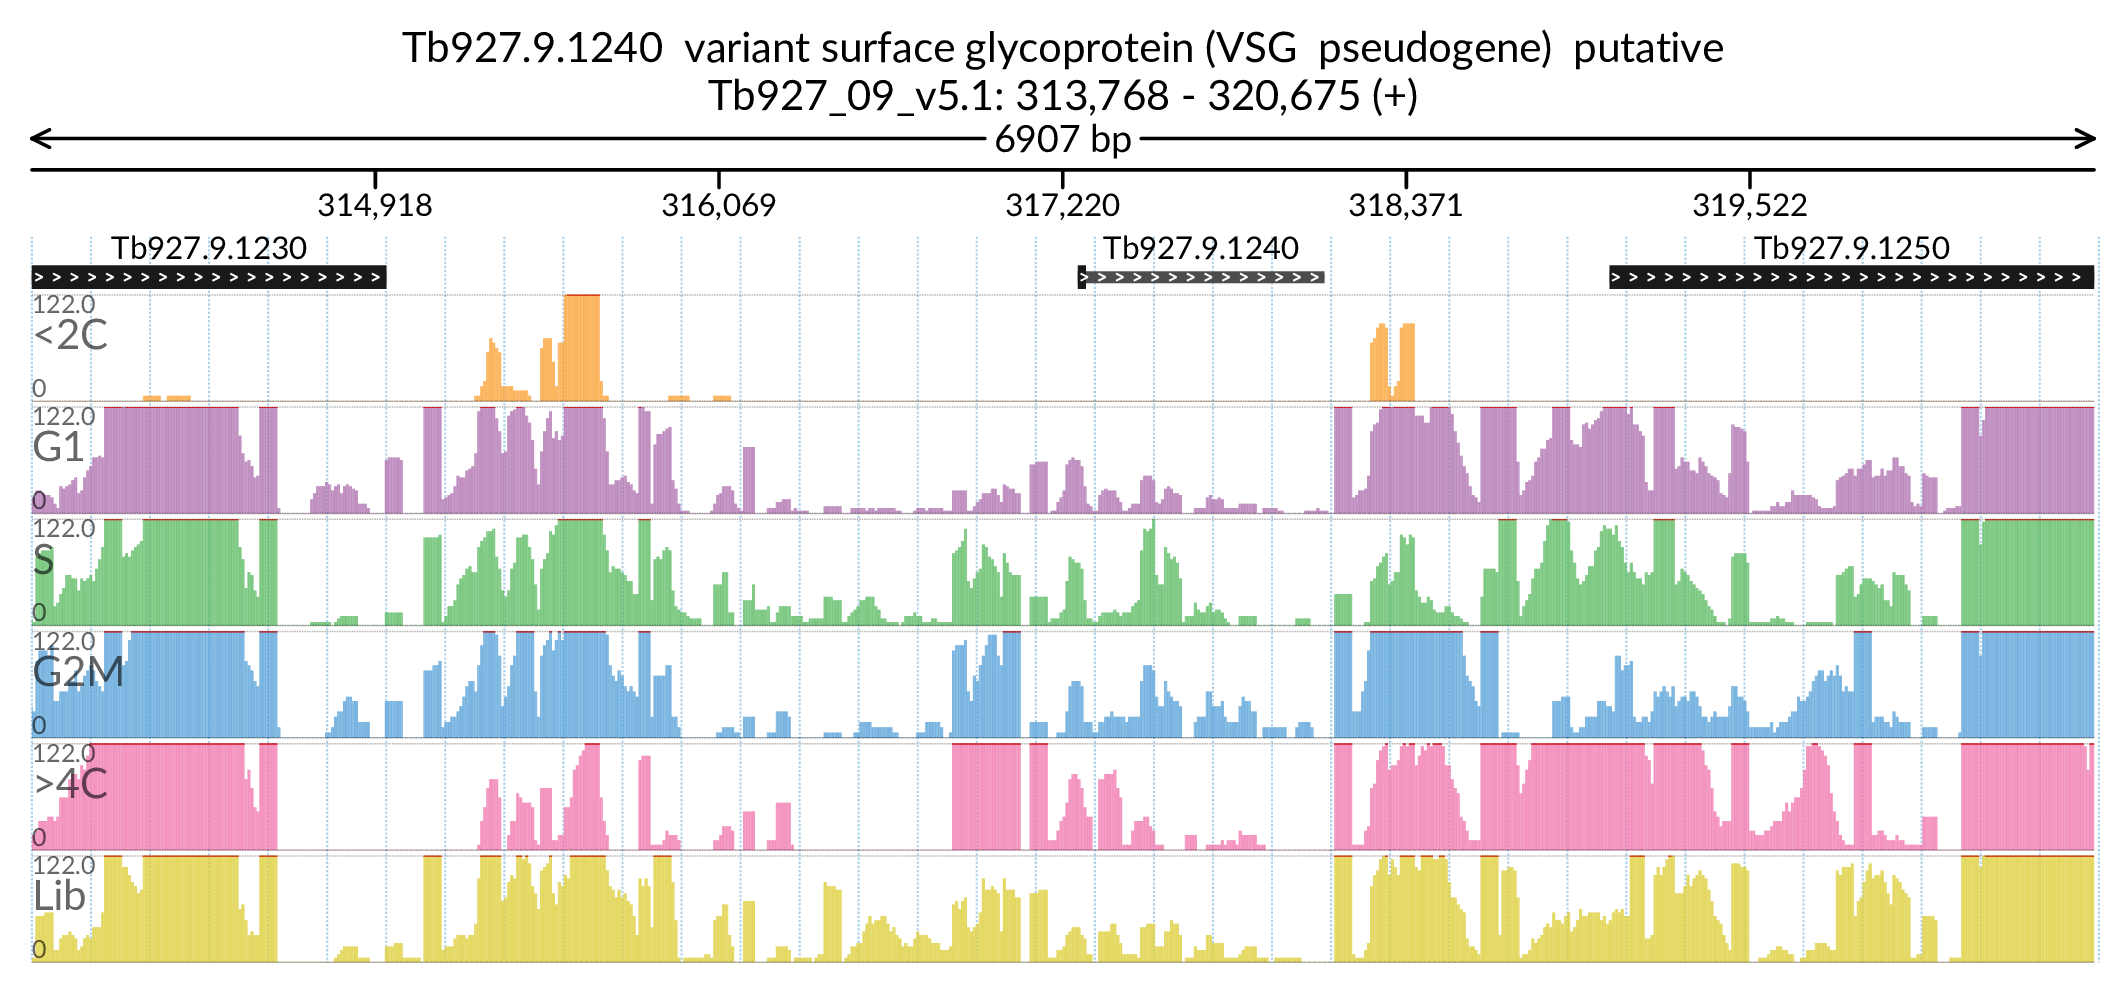 Tb927.9.1240  variant surface glycoprotein (VSG  pseudogene)  putative
Tb927_09_v5.1: 313,768 - 320,675 (+)
6907 bp
314,918 316,069 317,220 318,371 319,522
Tb927.9.1230 Tb927.9.1240 Tb927.9.1250
122.0
<2C
0
122.0
G1
0
122.0
S
0
122.0
G2M
0
122.0
>4C
0
122.0
Lib
0